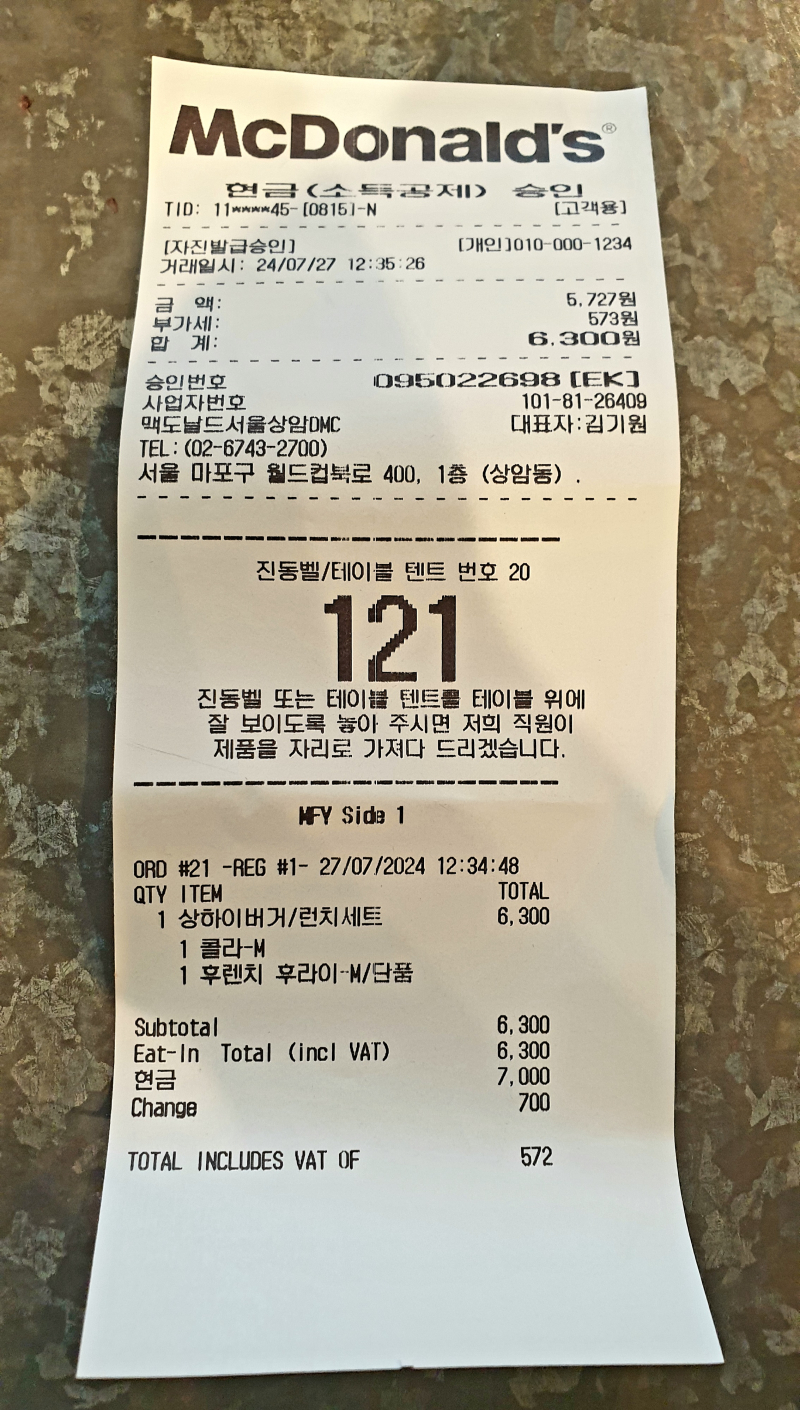 McDonald's®
현금(소득공제) 승인
TID: 11****45-[0815]-N [고객용]
[자진발급승인] [개인]010-000-1234
거래일시: 24/07/27 12:35:26
금 액: 5,727원
부가세: 573원
합 계: 6,300원
승인번호 095022698 [EK]
사업자번호 101-81-26409
맥도날드서울상암DMC 대표자:김기원
TEL:(02-6743-2700)
서울 마포구 월드컵북로 400, 1층 (상암동) .
진동벨/테이블 텐트 번호 20
121
진동벨 또는 테이블 텐트를 테이블 위에
잘 보이도록 놓아 주시면 저희 직원이
제품을 자리로 가져다 드리겠습니다.
MFY Side 1
ORD #21 -REG #1- 27/07/2024 12:34:48
QTY ITEM TOTAL
1 상하이버거/런치세트 6,300
1 콜라-M
1 후렌치 후라이-M/단품
Subtotal 6,300
Eat-In Total (incl VAT) 6,300
현금 7,000
Change 700
TOTAL INCLUDES VAT OF 572